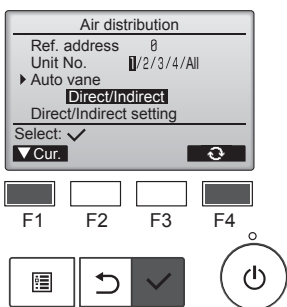 Air distribution
Ref. address 0
Unit No. 1/2/3/4/All
Auto vane
Direct/Indirect
Direct/Indirect setting
Select: ✓
▼Cur.
F1 F2 F3 F4